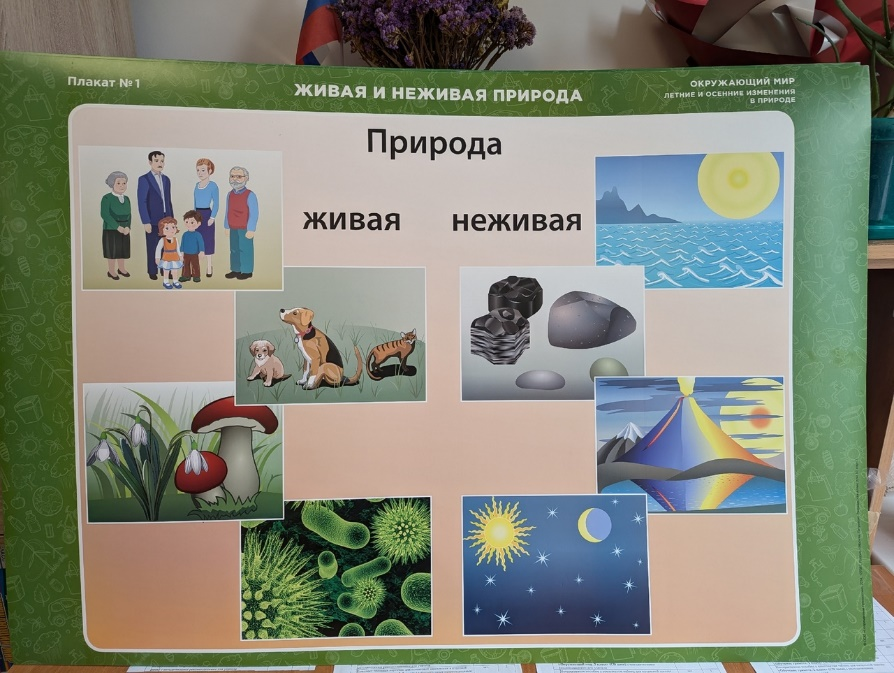 Плакат №1
ЖИВАЯ И НЕЖИВАЯ ПРИРОДА
ОКРУЖАЮЩИЙ МИР
ЛЕТНИЕ И ОСЕННИЕ ИЗМЕНЕНИЯ
В ПРИРОДЕ
Природа
живая
неживая